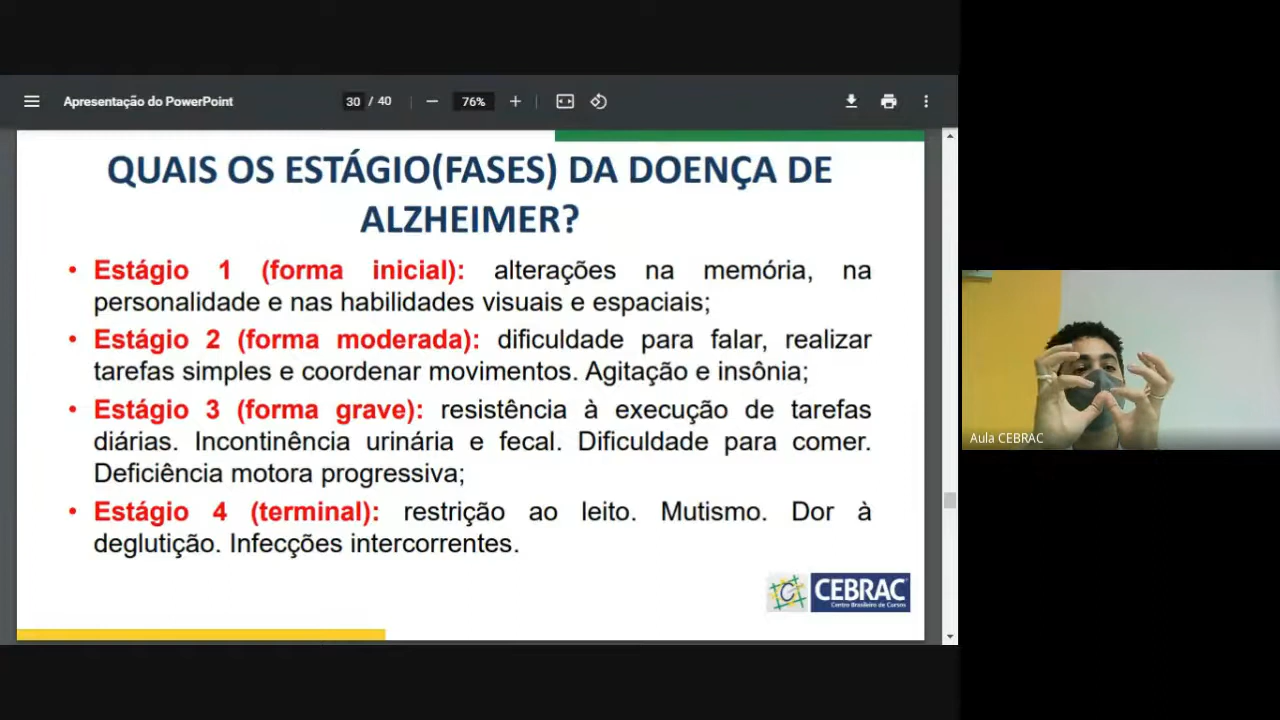 Apresentação do PowerPoint
30 / 40
76%
QUAIS OS ESTÁGIO(FASES) DA DOENÇA DE
ALZHEIMER?
• Estágio 1 (forma inicial): alterações na memória, na
personalidade e nas habilidades visuais e espaciais;
• Estágio 2 (forma moderada): dificuldade para falar, realizar
tarefas simples e coordenar movimentos. Agitação e insônia;
• Estágio 3 (forma grave): resistência à execução de tarefas
diárias. Incontinência urinária e fecal. Dificuldade para comer.
Deficiência motora progressiva;
• Estágio 4 (terminal): restrição ao leito. Mutismo. Dor à
deglutição. Infecções intercorrentes.
C CEBRAC
Centro Brasileiro de Cursos
Aula CEBRAC